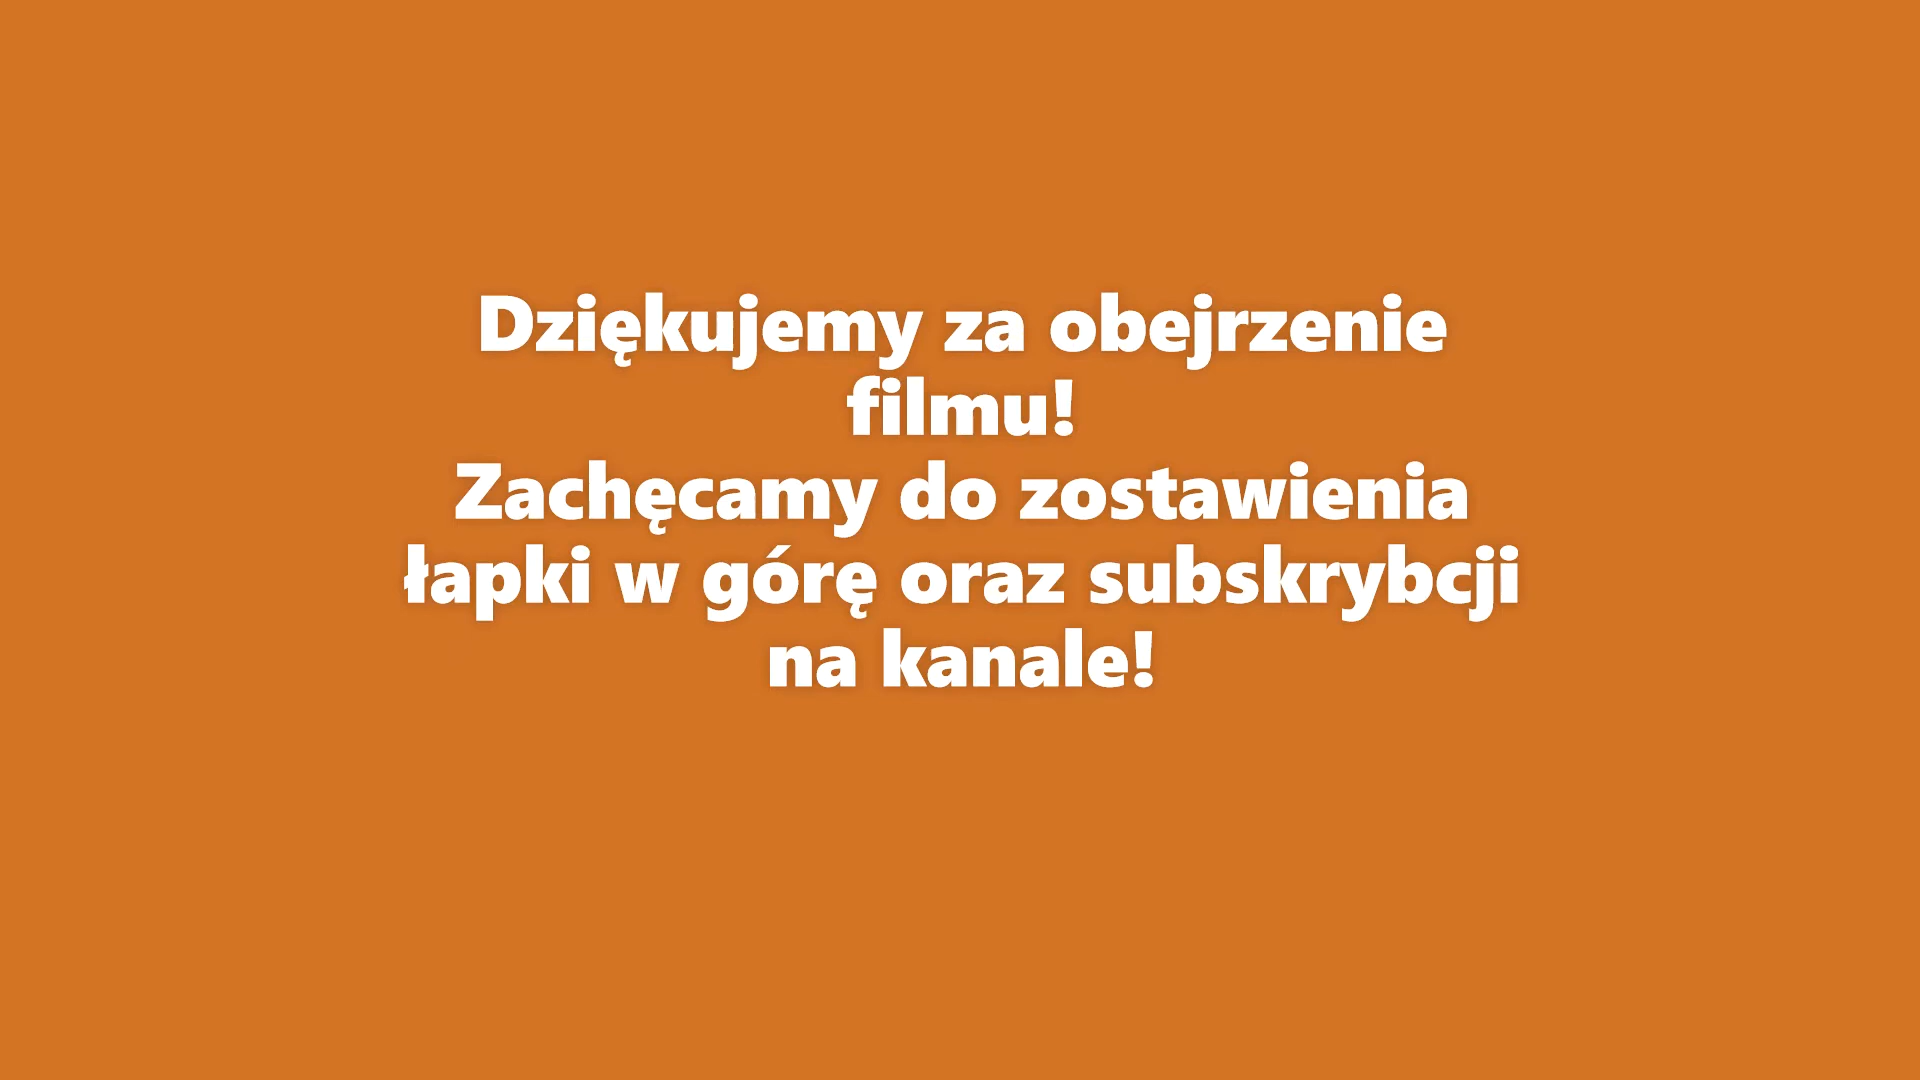 Dziękujemy za obejrzenie
filmu!
Zachęcamy do zostawienia
łapki w górę oraz subskrybcji
na kanale!